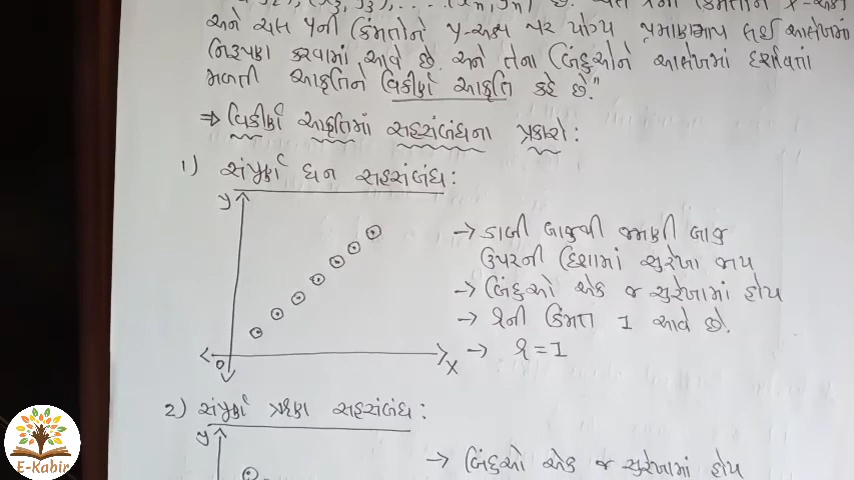 અને ચલ Yની કિંમતોને Y-અક્ષ પર યોગ્ય પ્રમાણમાપ લઈ આલેખમાં
નિરૂપણ કરવામાં આવે છે અને તેના બિંદુઓને આલેખમાં દર્શાવતાં
મળતી આકૃતિને વિકીર્ણ આકૃતિ કહે છે."
⇒ વિકીર્ણ આકૃતિમાં સહસંબંધના પ્રકારો:
1) સંપૂર્ણ ધન સહસંબંધ:
y
→ ડાબી બાજુથી જમણી બાજુ
ઉપરની દિશામાં સુરેખા જાય
→ બિંદુઓ એક જ સુરેખામાં હોય
→ રની કિંમત 1 આવે છે.
→ ર = 1
0
x
2) સંપૂર્ણ ઋણ સહસંબંધ:
y
→ બિંદુઓ એક જ સુરેખામાં હોય
E-Kabir